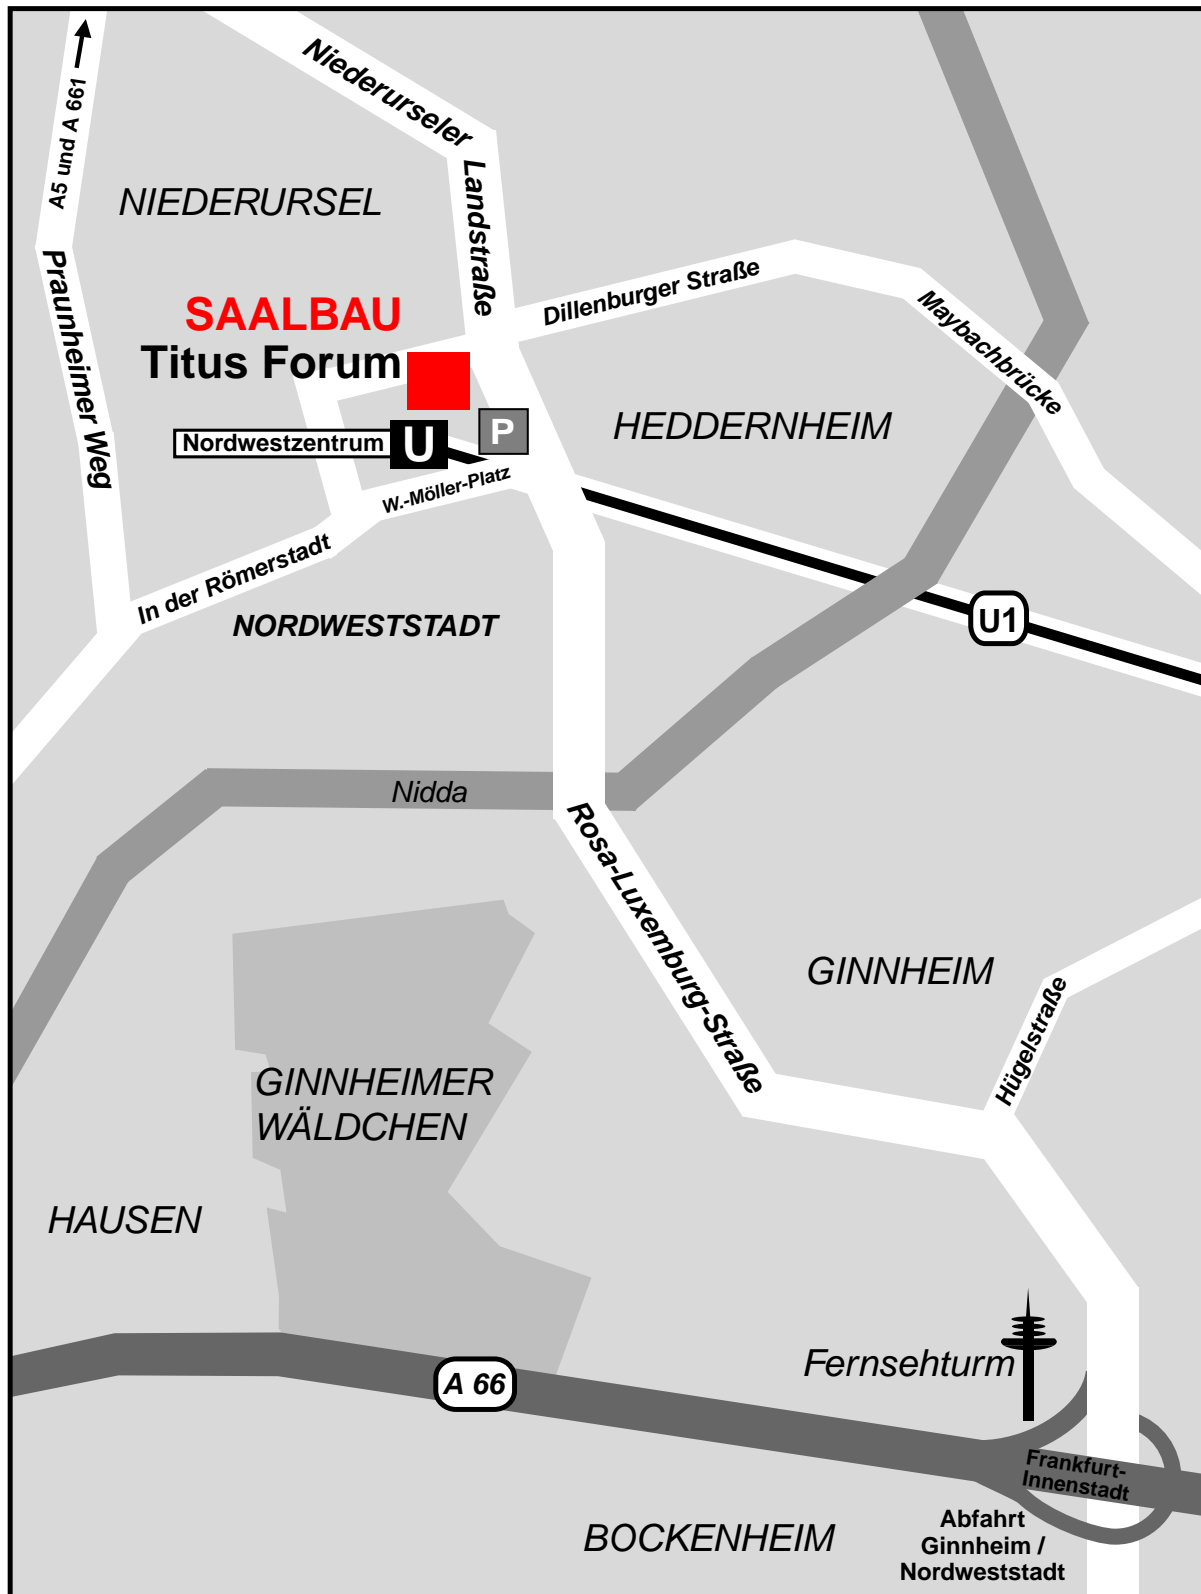 Niederurseler
Landstraße
A5 und A 661
NIEDERURSEL
Praunheimer Weg
Dillenburger Straße
Maybachbrücke
SAALBAU
Titus Forum
HEDDERNHEIM
P
U
Nordwestzentrum
W.-Möller-Platz
In der Römerstadt
NORDWESTSTADT
U1
Nidda
Rosa-Luxemburg-Straße
GINNHEIM
Hügelstraße
GINNHEIMER
WÄLDCHEN
HAUSEN
Fernsehturm
A 66
Frankfurt-
Innenstadt
Abfahrt
Ginnheim /
Nordweststadt
BOCKENHEIM